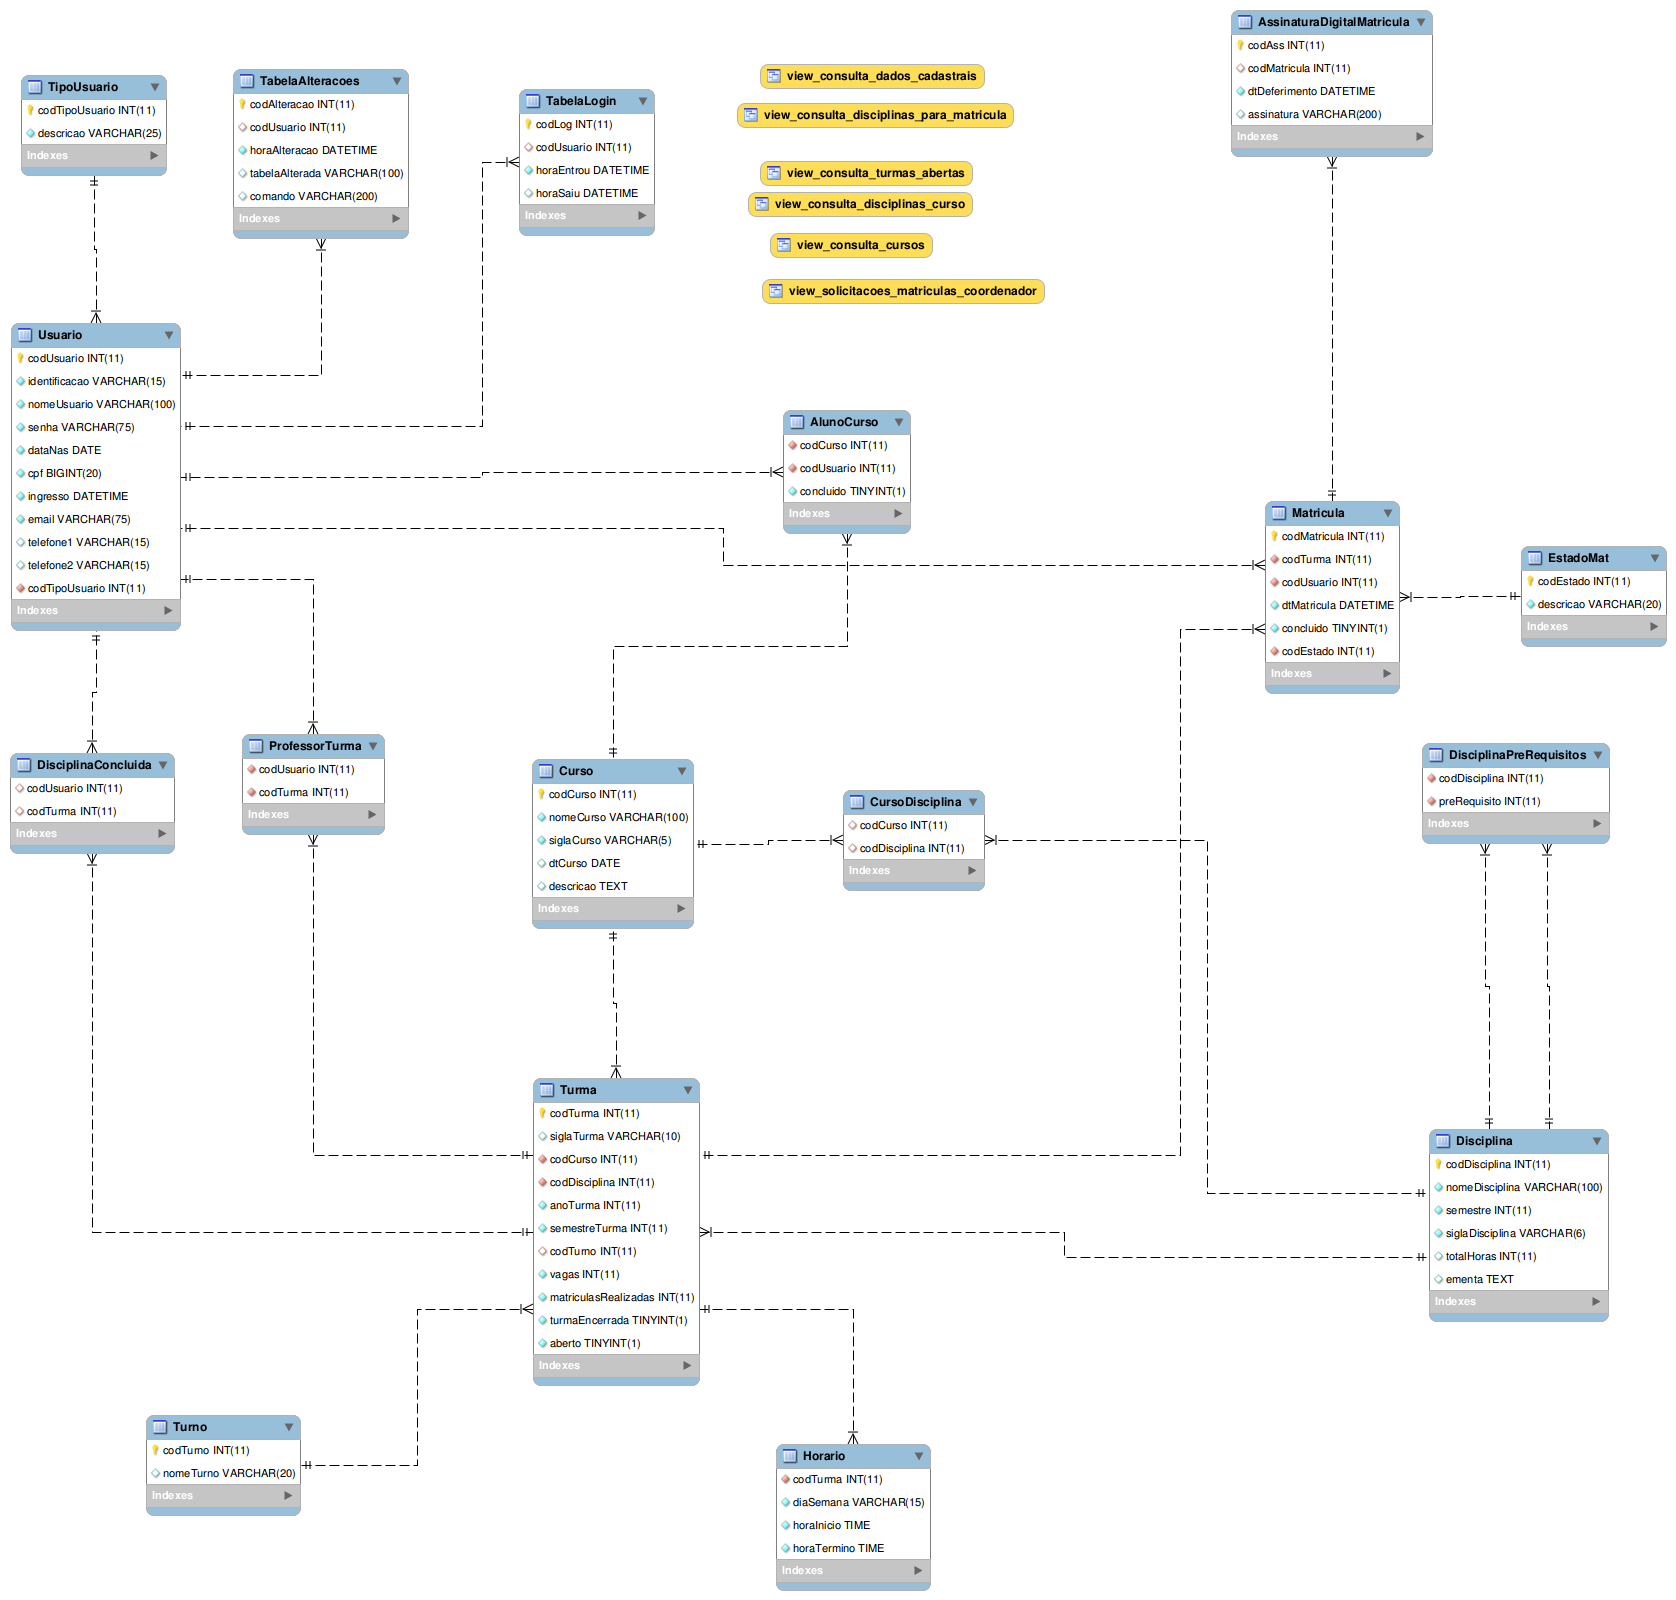 TipoUsuario
codTipoUsuario INT(11)
descricao VARCHAR(25)
Indexes
TabelaAlteracoes
codAlteracao INT(11)
codUsuario INT(11)
horaAlteracao DATETIME
tabelaAlterada VARCHAR(100)
comando VARCHAR(200)
Indexes
TabelaLogin
codLog INT(11)
codUsuario INT(11)
horaEntrou DATETIME
horaSaiu DATETIME
Indexes
view_consulta_dados_cadastrais
view_consulta_disciplinas_para_matricula
view_consulta_turmas_abertas
view_consulta_disciplinas_curso
view_consulta_cursos
view_solicitacoes_matriculas_coordenador
AssinaturaDigitalMatricula
codAss INT(11)
codMatricula INT(11)
dtDeferimento DATETIME
assinatura VARCHAR(200)
Indexes
Usuario
codUsuario INT(11)
identificacao VARCHAR(15)
nomeUsuario VARCHAR(100)
senha VARCHAR(75)
dataNas DATE
cpf BIGINT(20)
ingresso DATETIME
email VARCHAR(75)
telefone1 VARCHAR(15)
telefone2 VARCHAR(15)
codTipoUsuario INT(11)
Indexes
AlunoCurso
codCurso INT(11)
codUsuario INT(11)
concluido TINYINT(1)
Indexes
Matricula
codMatricula INT(11)
codTurma INT(11)
codUsuario INT(11)
dtMatricula DATETIME
concluido TINYINT(1)
codEstado INT(11)
Indexes
EstadoMat
codEstado INT(11)
descricao VARCHAR(20)
Indexes
DisciplinaConcluida
codUsuario INT(11)
codTurma INT(11)
Indexes
ProfessorTurma
codUsuario INT(11)
codTurma INT(11)
Indexes
Curso
codCurso INT(11)
nomeCurso VARCHAR(100)
siglaCurso VARCHAR(5)
dtCurso DATE
descricao TEXT
Indexes
CursoDisciplina
codCurso INT(11)
codDisciplina INT(11)
Indexes
DisciplinaPreRequisitos
codDisciplina INT(11)
preRequisito INT(11)
Indexes
Turma
codTurma INT(11)
siglaTurma VARCHAR(10)
codCurso INT(11)
codDisciplina INT(11)
anoTurma INT(11)
semestreTurma INT(11)
codTurno INT(11)
vagas INT(11)
matriculasRealizadas INT(11)
turmaEncerrada TINYINT(1)
aberto TINYINT(1)
Indexes
Disciplina
codDisciplina INT(11)
nomeDisciplina VARCHAR(100)
semestre INT(11)
siglaDisciplina VARCHAR(6)
totalHoras INT(11)
ementa TEXT
Indexes
Turno
codTurno INT(11)
nomeTurno VARCHAR(20)
Indexes
Horario
codTurma INT(11)
diaSemana VARCHAR(15)
horaInicio TIME
horaTermino TIME
Indexes